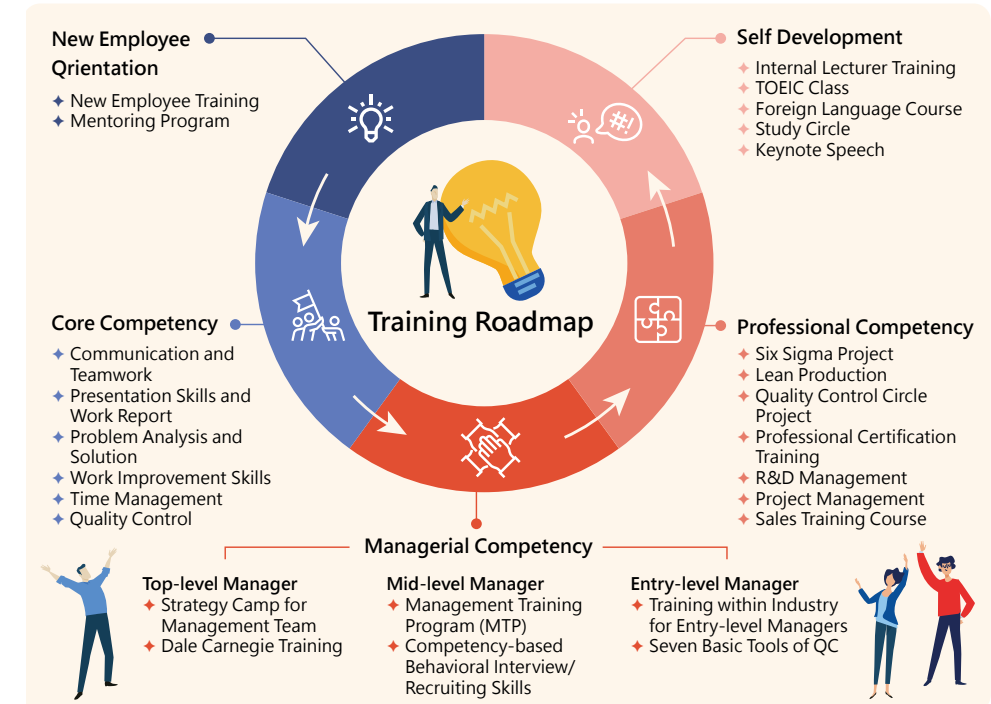 New Employee
Qrientation
New Employee Training
Mentoring Program
Self Development
Internal Lecturer Training
TOEIC Class
Foreign Language Course
Study Circle
Keynote Speech
#!
Training Roadmap
Core Competency
Communication and
Teamwork
Presentation Skills and
Work Report
Problem Analysis and
Solution
Work Improvement Skills
Time Management
Quality Control
Professional Competency
Six Sigma Project
Lean Production
Quality Control Circle
Project
Professional Certification
Training
R&D Management
Project Management
Sales Training Course
Managerial Competency
Top-level Manager
Strategy Camp for
Management Team
Dale Carnegie Training
Mid-level Manager
Management Training
Program (MTP)
Competency-based
Behavioral Interview/
Recruiting Skills
Entry-level Manager
Training within Industry
for Entry-level Managers
Seven Basic Tools of QC